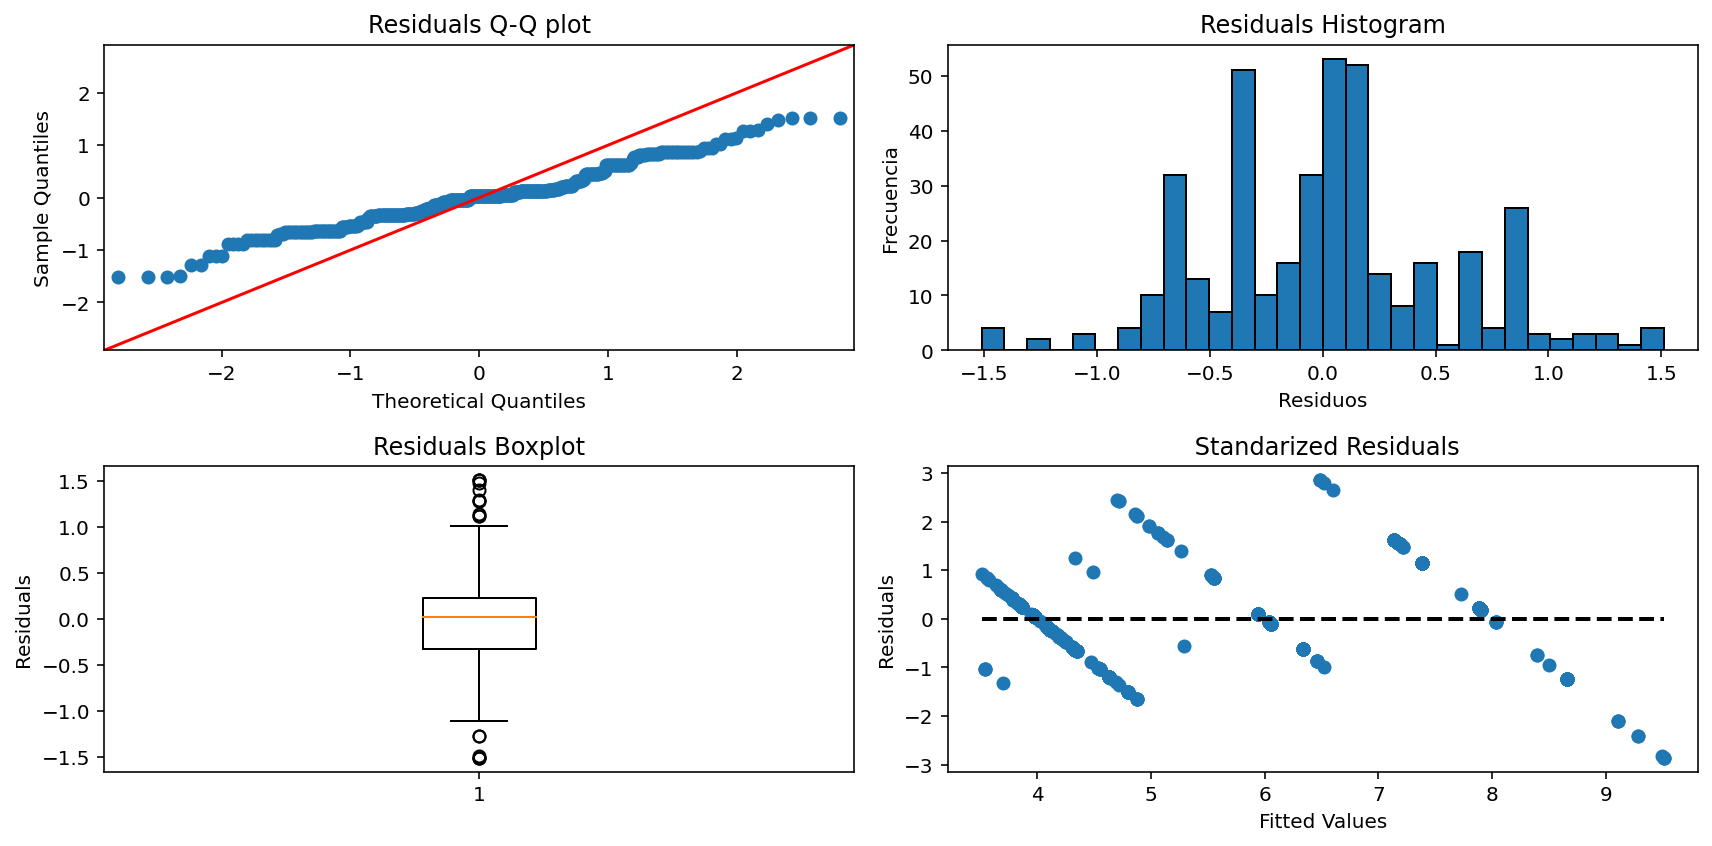 Residuals Q-Q plot
Sample Quantiles
2
1
0
−1
−2
−2 −1 0 1 2
Theoretical Quantiles
Residuals Histogram
Frecuencia
50
40
30
20
10
0
−1.5 −1.0 −0.5 0.0 0.5 1.0 1.5
Residuos
Residuals Boxplot
Residuals
1.5
1.0
0.5
0.0
−0.5
−1.0
−1.5
1
Standarized Residuals
Residuals
3
2
1
0
−1
−2
−3
4 5 6 7 8 9
Fitted Values